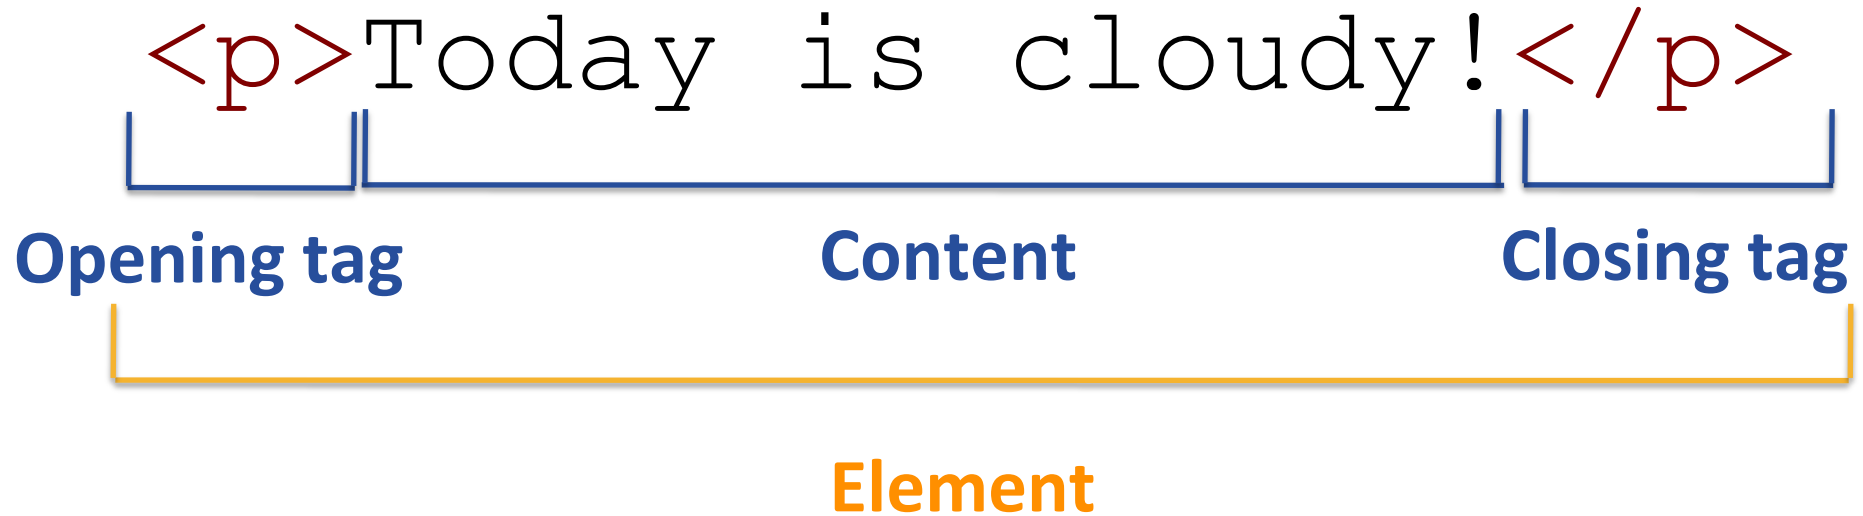 <p>Today is cloudy!</p>
Opening tag Content Closing tag
Element